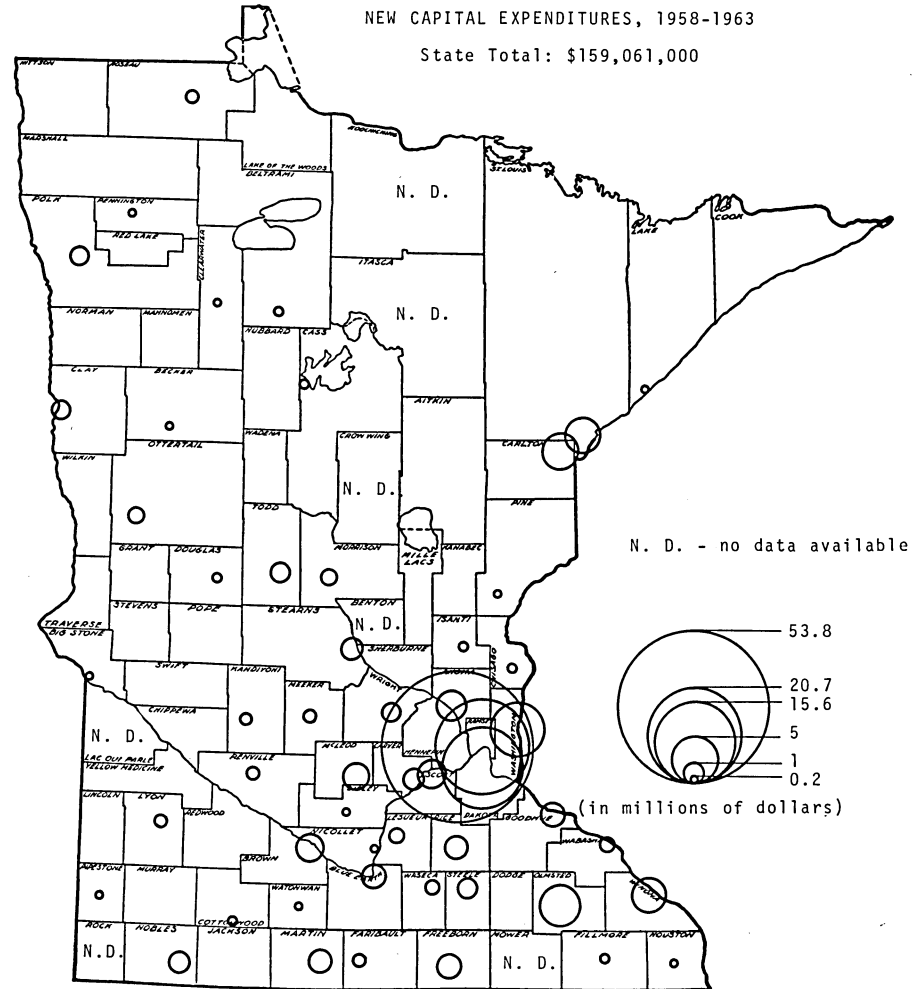 NEW CAPITAL EXPENDITURES, 1958-1963
State Total: $159,061,000
KITTSON
ROSEAU
KOOCHICHING
MARSHALL
LAKE OF THE WOODS
ST. LOUIS
BELTRAMI
N. D.
POLK
PENNINGTON
LAKE
COOK
RED LAKE
CLEARWATER
ITASCA
N. D.
NORMAN
MAHNOMEN
HUBBARD
CASS
CLAY
BECKER
AITKIN
WADENA
CROW WING
CARLTON
OTTERTAIL
WILKIN
N. D.
PINE
TODD
N. D. - no data available
GRANT
DOUGLAS
MORRISON
MILLE
LACS
KANABEC
STEVENS
POPE
STEARNS
BENTON
N. D.
ISANTI
TRAVERSE
BIG STONE
SHERBURNE
CHISAGO
53.8
SWIFT
KANDIYOHI
ANOKA
MEEKER
WRIGHT
20.7
15.6
CHIPPEWA
RAMSEY
WASHINGTON
5
N. D.
McLEOD
CARVER
HENNEPIN
1
LAC QUI PARLE
RENVILLE
SCOTT
0.2
YELLOW MEDICINE
SIBLEY
(in millions of dollars)
LINCOLN
LYON
REDWOOD
DAKOTA
GOODHUE
LESUEUR
RICE
NICOLLET
WABASHA
BROWN
BLUE EARTH
PIPESTONE
MURRAY
WASECA
STEELE
DODGE
OLMSTED
WINONA
WATONWAN
COTTONWOOD
ROCK
NOBLES
JACKSON
MARTIN
FARIBAULT
FREEBORN
MOWER
FILLMORE
HOUSTON
N.D.
N. D.